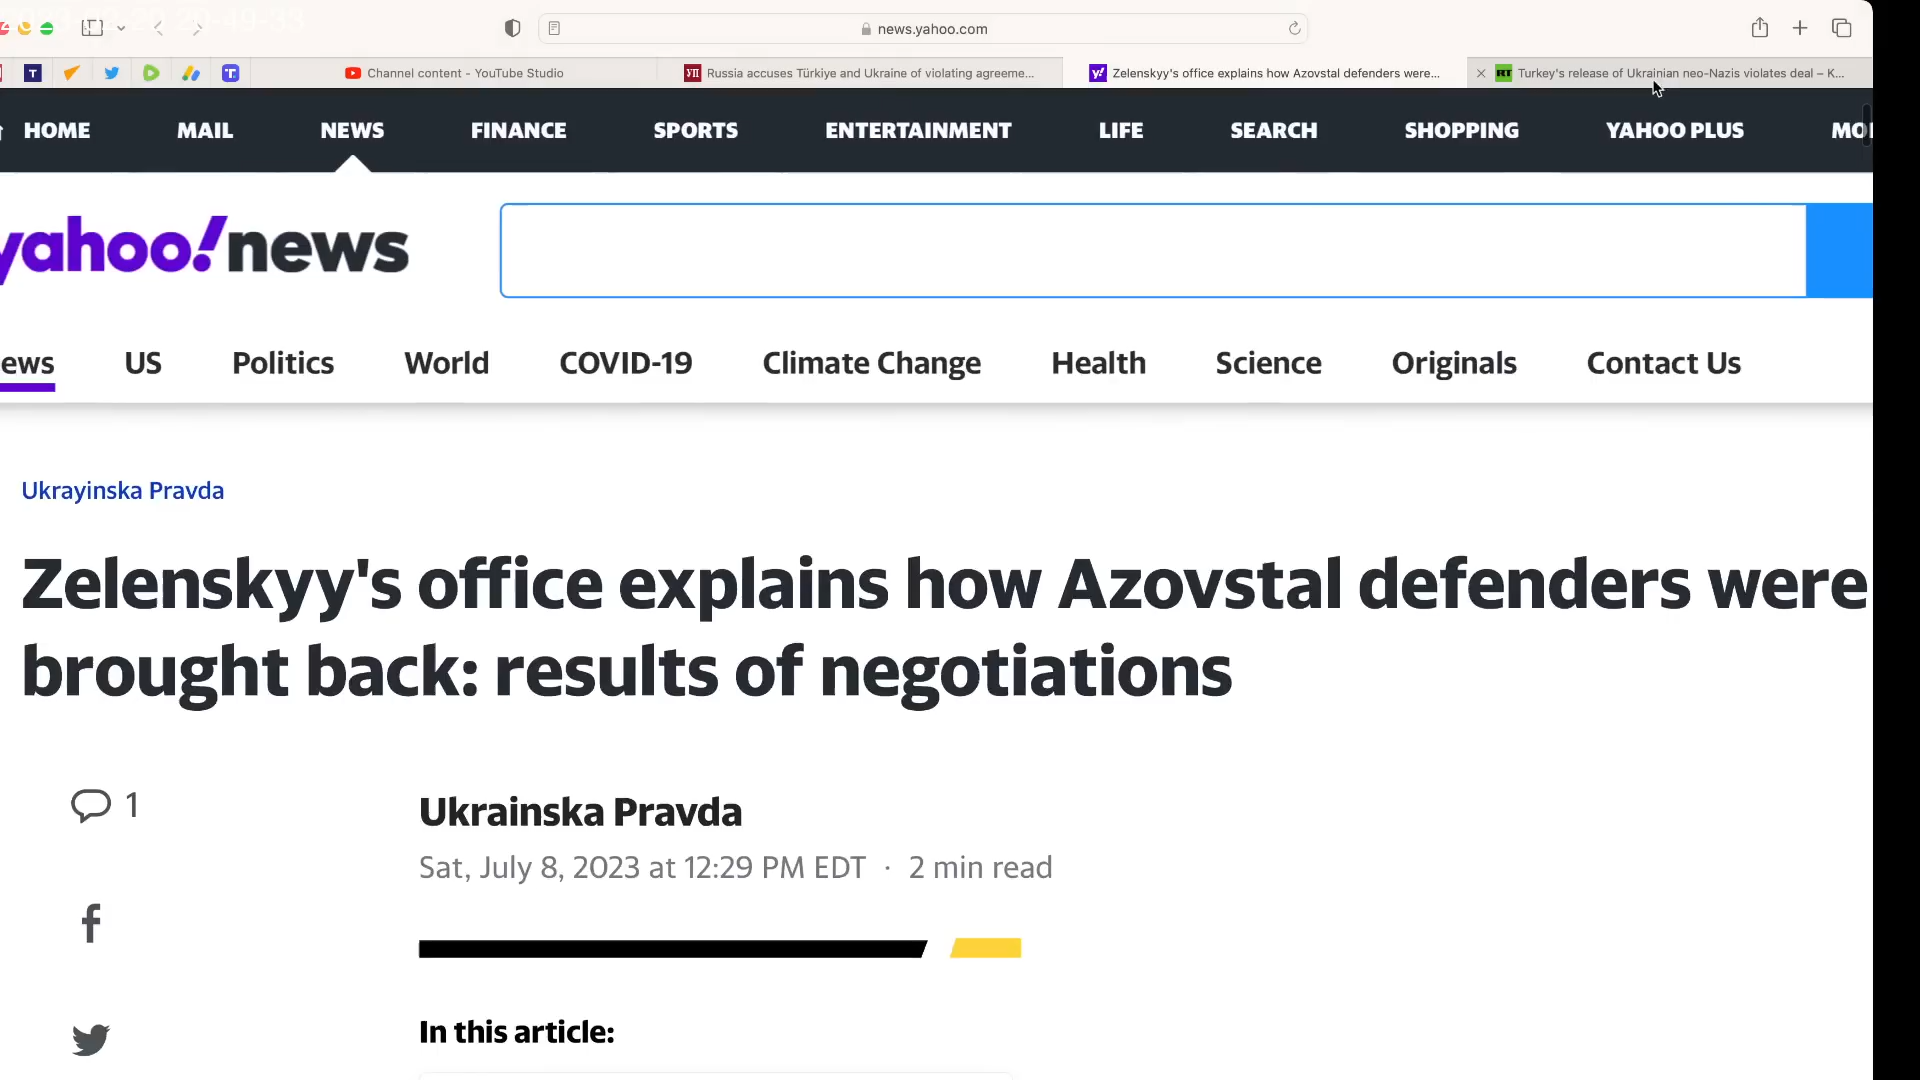 news.yahoo.com
Channel content - YouTube Studio
Russia accuses Türkiye and Ukraine of violating agreeme...
Zelenskyy's office explains how Azovstal defenders were...
RT Turkey's release of Ukrainian neo-Nazis violates deal – K...
HOME MAIL NEWS FINANCE SPORTS ENTERTAINMENT LIFE SEARCH SHOPPING YAHOO PLUS MO
yahoo!news
ews US Politics World COVID-19 Climate Change Health Science Originals Contact Us
Ukrayinska Pravda
Zelenskyy's office explains how Azovstal defenders were
brought back: results of negotiations
1
Ukrainska Pravda
Sat, July 8, 2023 at 12:29 PM EDT · 2 min read
In this article: